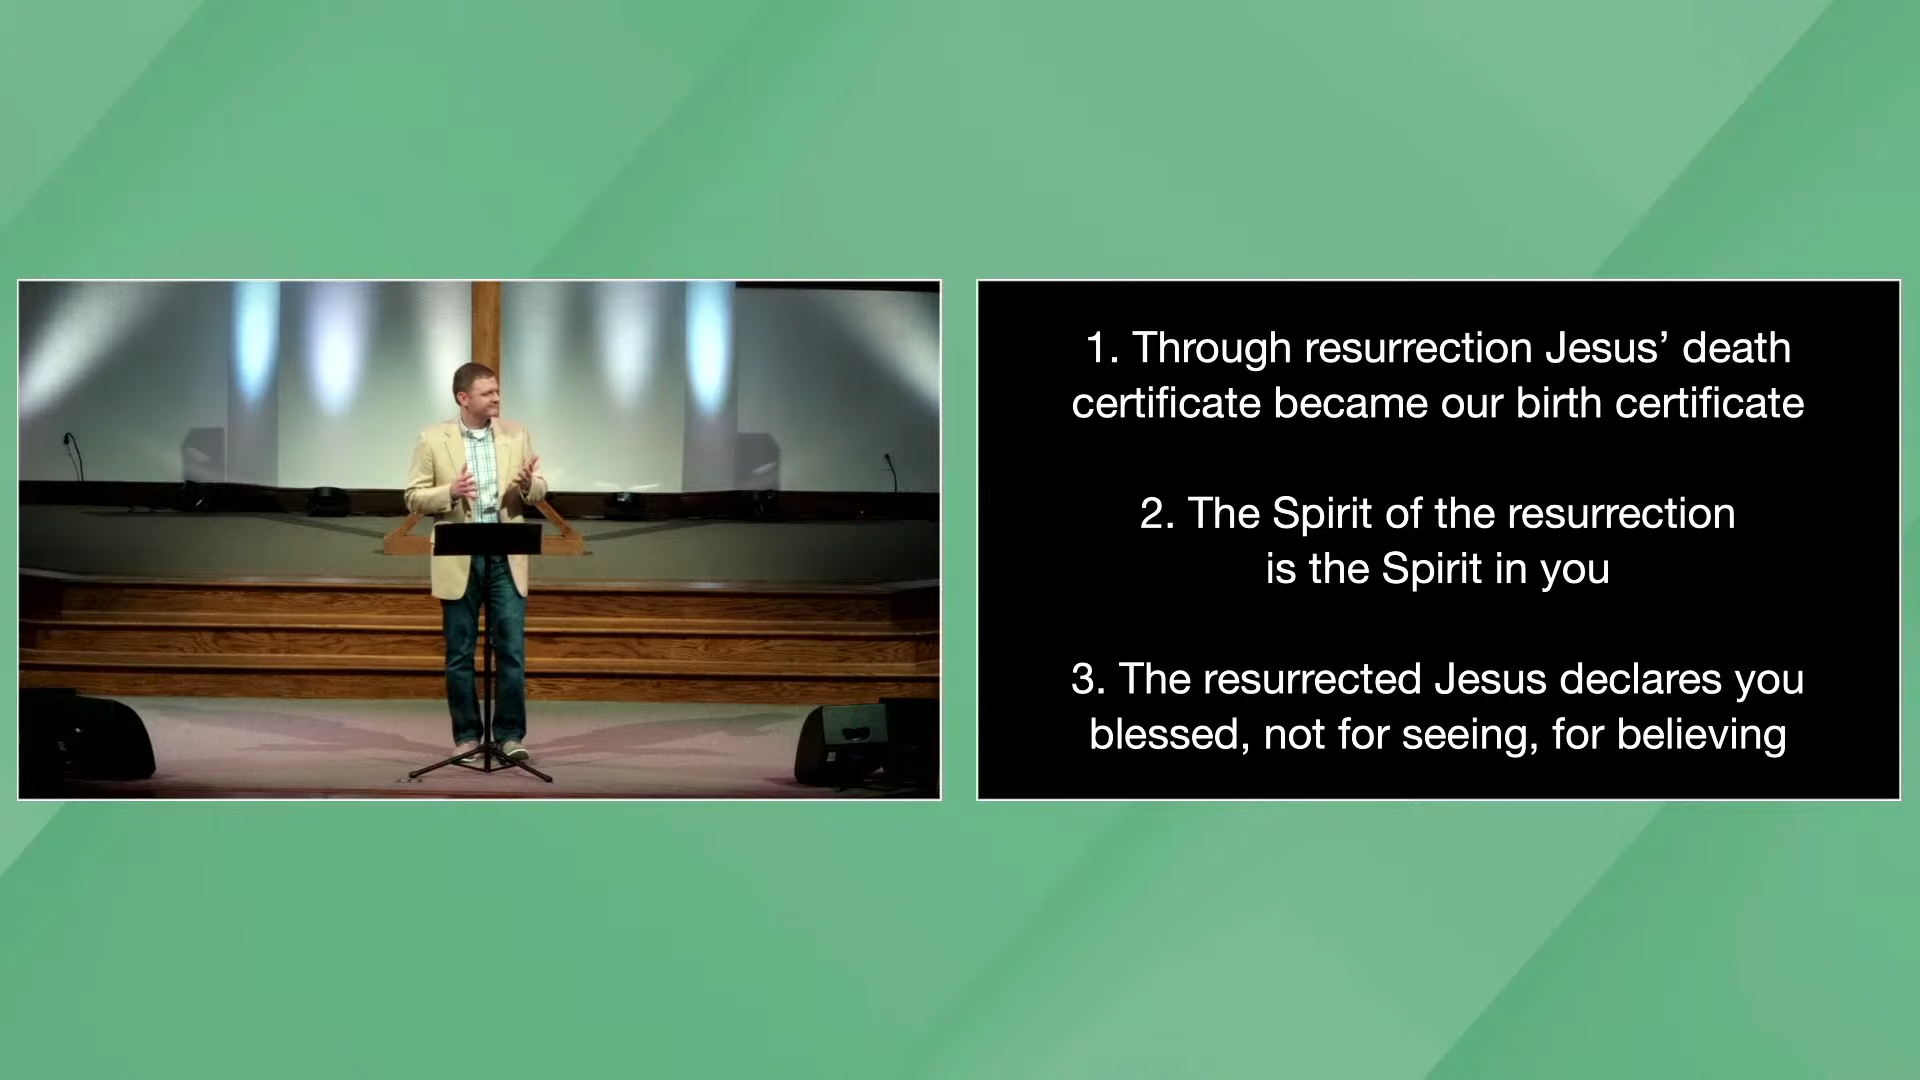 1. Through resurrection Jesus’ death
certificate became our birth certificate
2. The Spirit of the resurrection
is the Spirit in you
3. The resurrected Jesus declares you
blessed, not for seeing, for believing